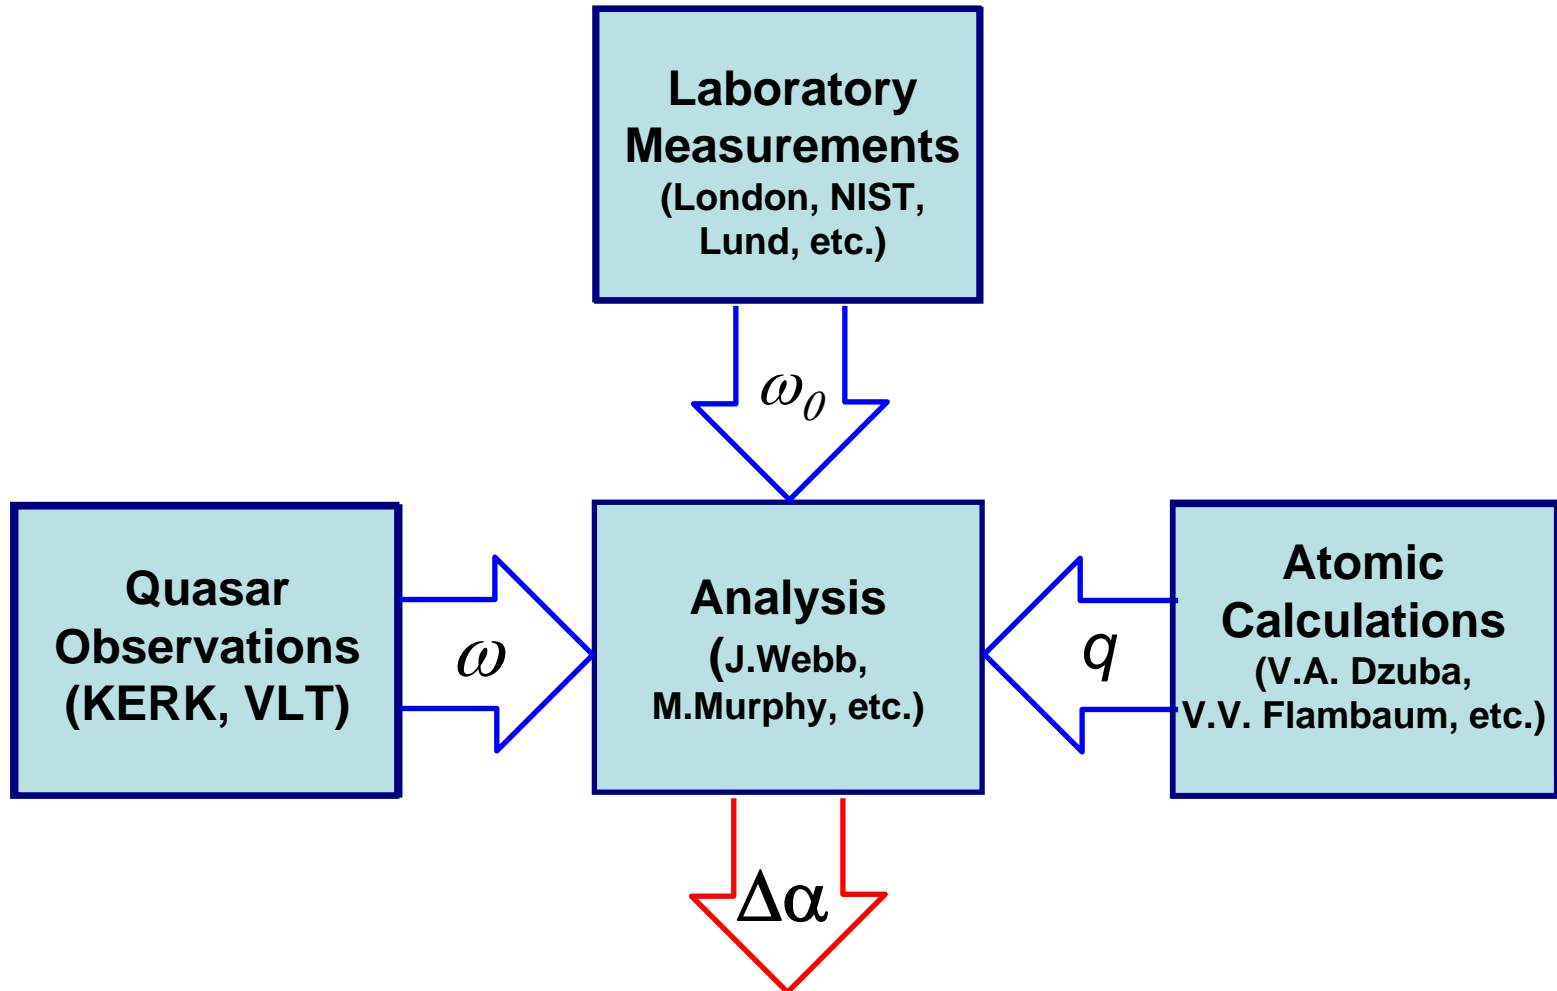 Laboratory
Measurements
(London, NIST,
Lund, etc.)
ω₀
Quasar
Observations
(KERK, VLT)
ω
Analysis
(J.Webb,
M.Murphy, etc.)
q
Atomic
Calculations
(V.A. Dzuba,
V.V. Flambaum, etc.)
Δα